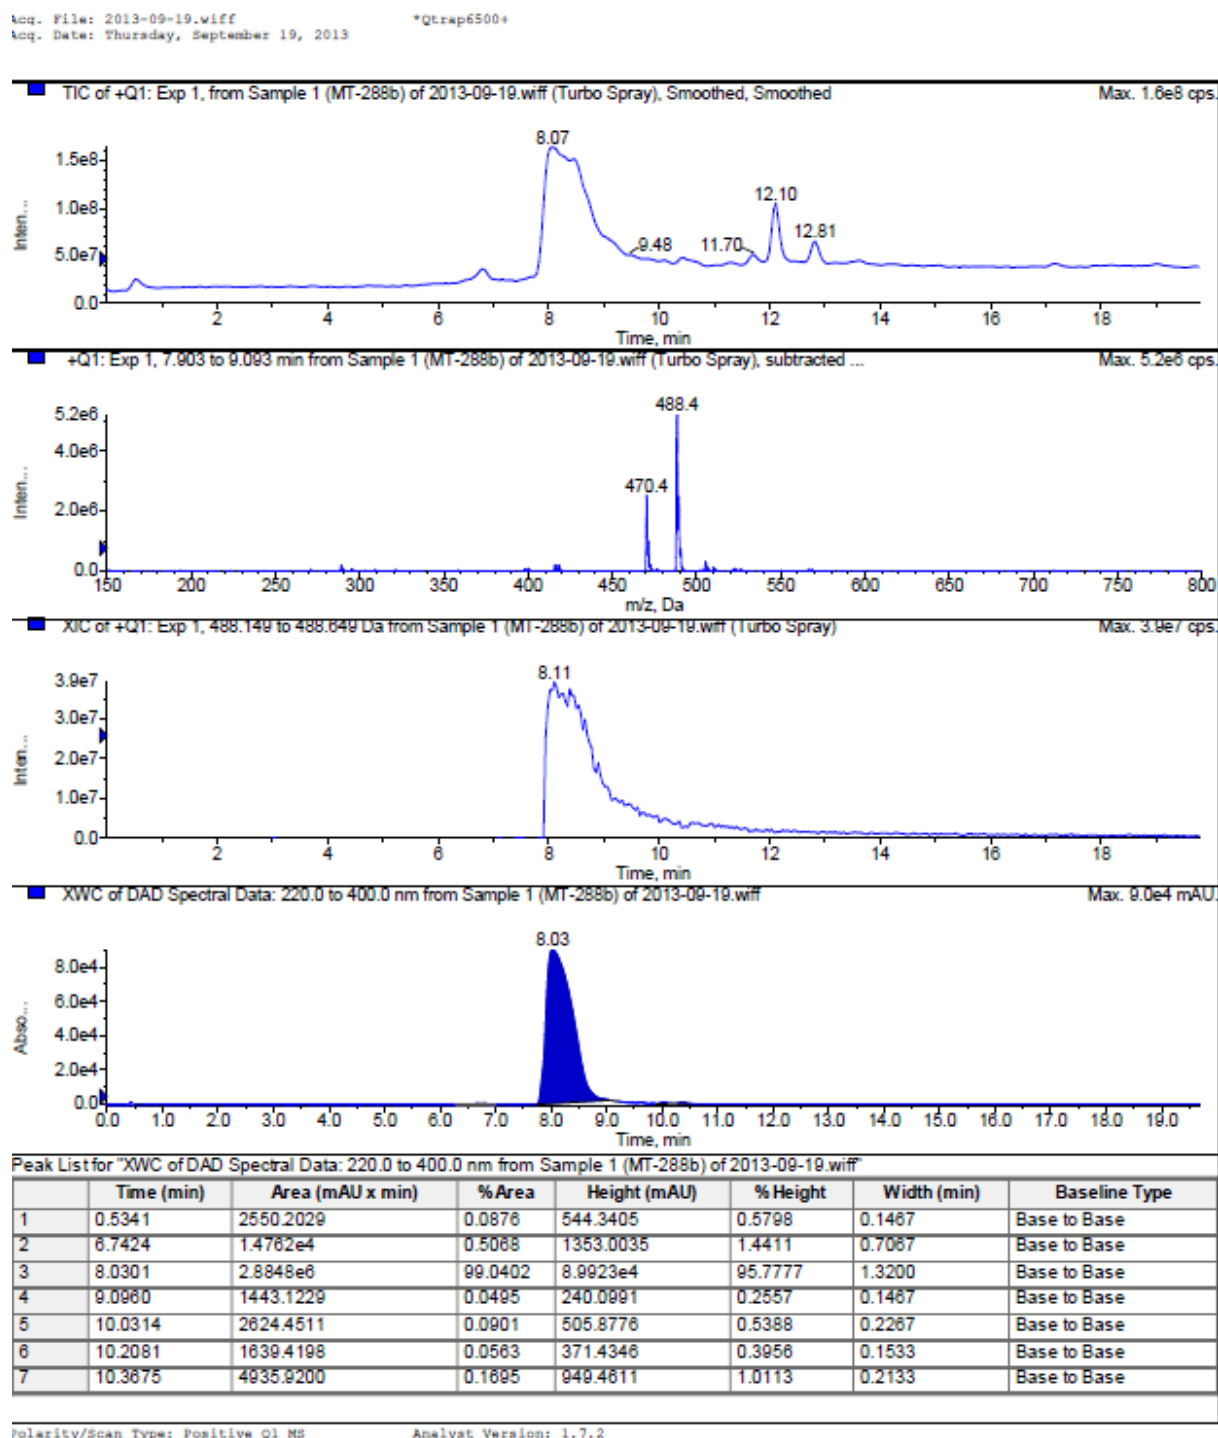 Acq. File: 2013-09-19.wiff *Qtrap6500+
Acq. Date: Thursday, September 19, 2013
TIC of +Q1: Exp 1, from Sample 1 (MT-288b) of 2013-09-19.wiff (Turbo Spray), Smoothed, Smoothed Max. 1.6e8 cps.
8.07
1.5e8
12.10
1.0e8
12.81
9.48 11.70
5.0e7
0.0
Inten...
2 4 6 8 10 12 14 16 18
Time, min
+Q1: Exp 1, 7.903 to 9.093 min from Sample 1 (MT-288b) of 2013-09-19.wiff (Turbo Spray), subtracted ... Max. 5.2e6 cps.
488.4
5.2e6
4.0e6
470.4
2.0e6
0.0
Inten...
150 200 250 300 350 400 450 500 550 600 650 700 750 800
m/z, Da
XIC of +Q1: Exp 1, 488.149 to 488.649 Da from Sample 1 (MT-288b) of 2013-09-19.wiff (Turbo Spray) Max. 3.9e7 cps.
8.11
3.9e7
3.0e7
2.0e7
1.0e7
0.0
Inten...
2 4 6 8 10 12 14 16 18
Time, min
XWC of DAD Spectral Data: 220.0 to 400.0 nm from Sample 1 (MT-288b) of 2013-09-19.wiff Max. 9.0e4 mAU.
8.03
8.0e4
6.0e4
4.0e4
2.0e4
0.0
Abso...
0.0 1.0 2.0 3.0 4.0 5.0 6.0 7.0 8.0 9.0 10.0 11.0 12.0 13.0 14.0 15.0 16.0 17.0 18.0 19.0
Time, min
Peak List for "XWC of DAD Spectral Data: 220.0 to 400.0 nm from Sample 1 (MT-288b) of 2013-09-19.wiff"
Time (min) Area (mAU x min) %Area Height (mAU) %Height Width (min) Baseline Type
1 0.5341 2550.2029 0.0876 544.3405 0.5798 0.1467 Base to Base
2 6.7424 1.4762e4 0.5068 1353.0035 1.4411 0.7067 Base to Base
3 8.0301 2.8848e6 99.0402 8.9923e4 95.7777 1.3200 Base to Base
4 9.0960 1443.1229 0.0495 240.0991 0.2557 0.1467 Base to Base
5 10.0314 2624.4511 0.0901 505.8776 0.5388 0.2267 Base to Base
6 10.2081 1639.4198 0.0563 371.4346 0.3956 0.1533 Base to Base
7 10.3675 4935.9200 0.1695 949.4611 1.0113 0.2133 Base to Base
Polarity/Scan Type: Positive Q1 MS Analyst Version: 1.7.2